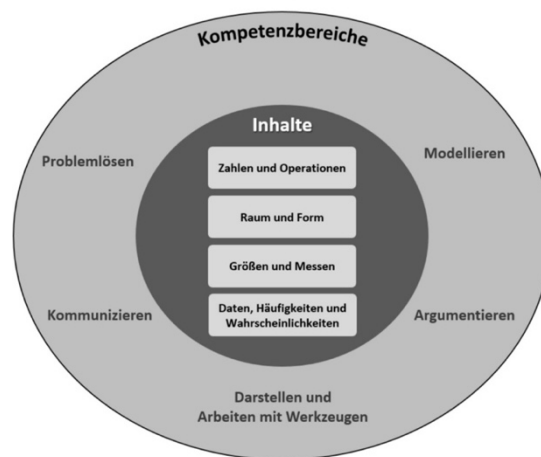 Kompetenzbereiche
Inhalte
Problemlösen
Modellieren
Zahlen und Operationen
Raum und Form
Größen und Messen
Kommunizieren
Daten, Häufigkeiten und
Wahrscheinlichkeiten
Argumentieren
Darstellen und
Arbeiten mit Werkzeugen